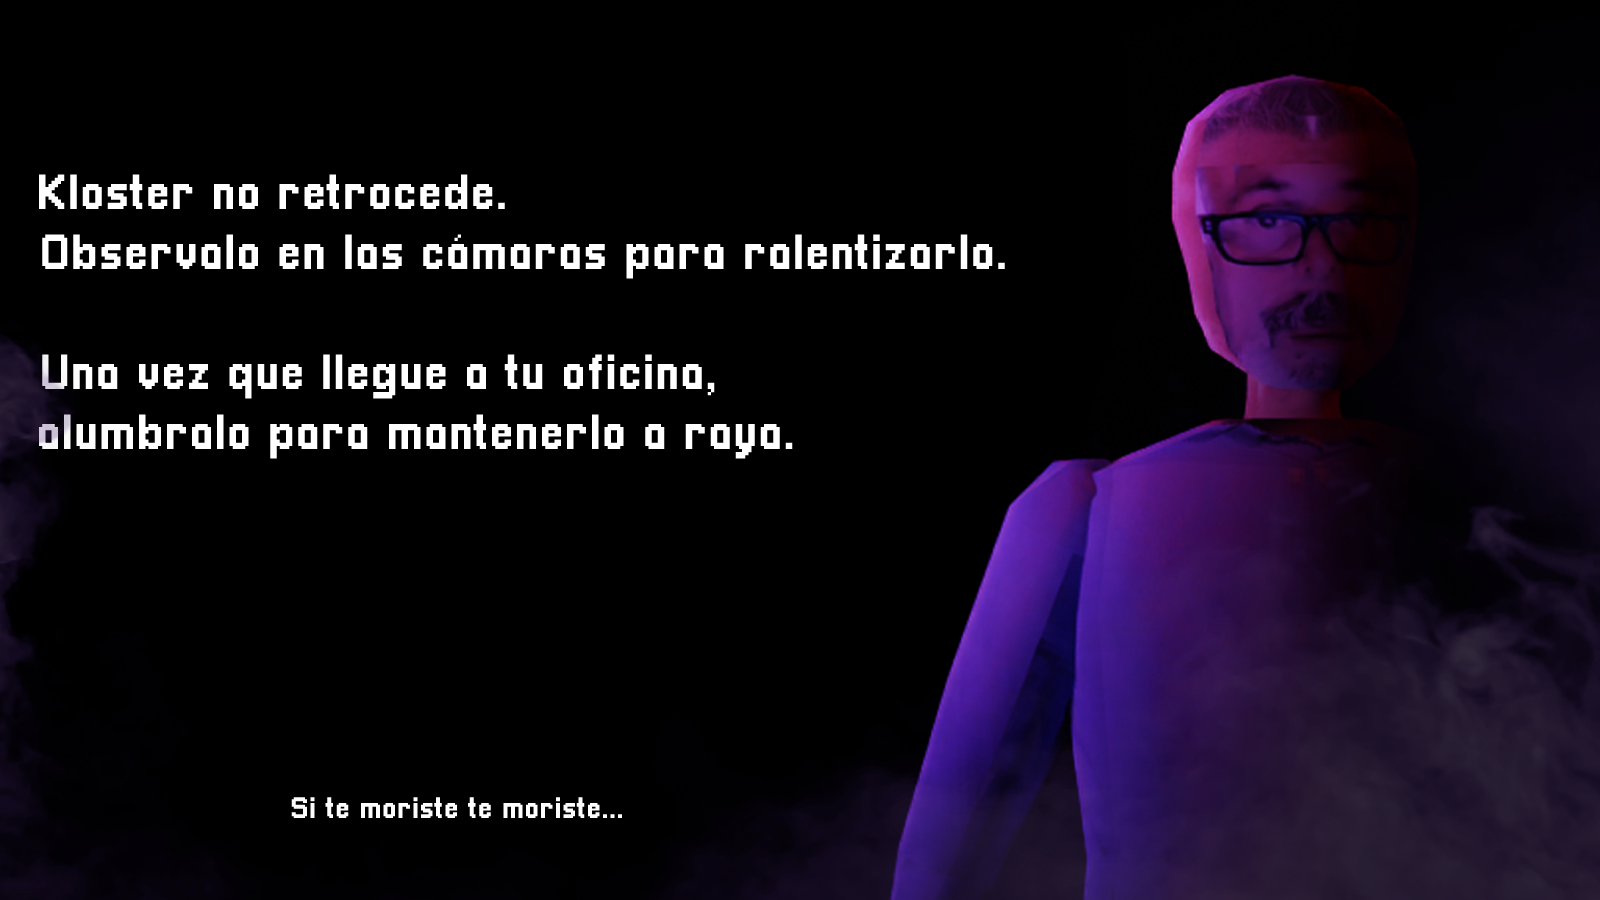 Kloster no retrocede.
Observalo en las cámaras para ralentizarlo.
Una vez que llegue a tu oficina,
alumbralo para mantenerlo a raya.
Si te moriste te moriste...